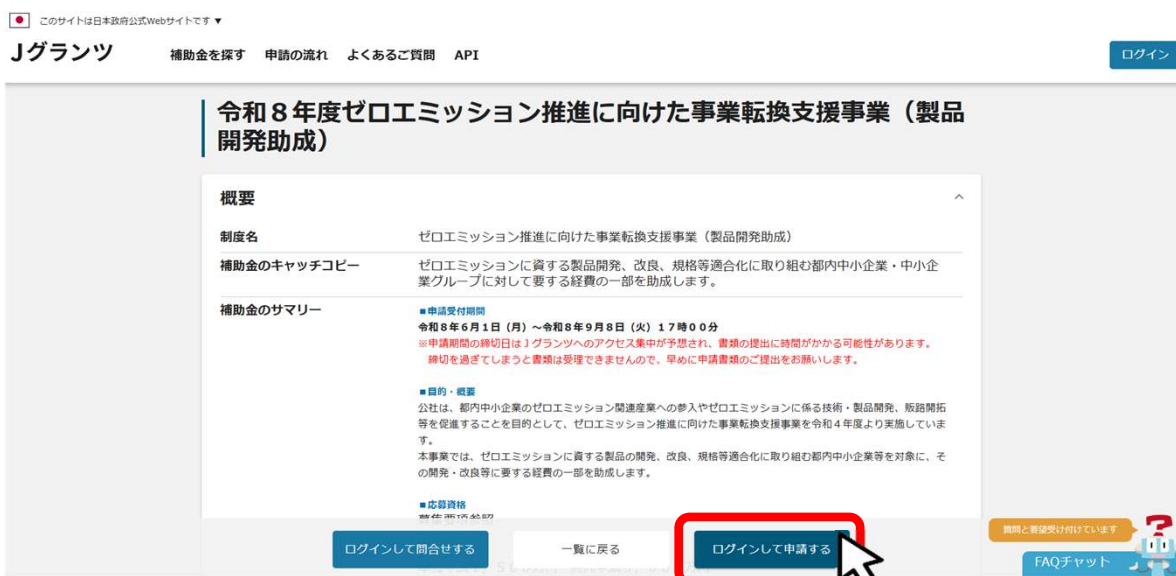 このサイトは日本政府公式Webサイトです ▼
Jグランツ 補助金を探す 申請の流れ よくあるご質問 API ログイン
令和８年度ゼロエミッション推進に向けた事業転換支援事業（製品
開発助成）
概要
制度名 ゼロエミッション推進に向けた事業転換支援事業（製品開発助成）
補助金のキャッチコピー ゼロエミッションに資する製品開発、改良、規格等適合化に取り組む都内中小企業・中小企
業グループに対して要する経費の一部を助成します。
補助金のサマリー ■申請受付期間
令和８年６月１日（月）～令和８年９月８日（火）１７時００分
※申請期間の締切日はＪグランツへのアクセス集中が予想され、書類の提出に時間がかかる可能性があります。
締切を過ぎてしまうと書類は受理できませんので、早めに申請書類のご提出をお願いします。
■目的・概要
公社は、都内中小企業のゼロエミッション関連産業への参入やゼロエミッションに係る技術・製品開発、販路開拓
等を促進することを目的として、ゼロエミッション推進に向けた事業転換支援事業を令和４年度より実施していま
す。
本事業では、ゼロエミッションに資する製品の開発、改良、規格等適合化に取り組む都内中小企業等を対象に、そ
の開発・改良等に要する経費の一部を助成します。
■応募資格
募集要項参照
ログインして問合せする 一覧に戻る ログインして申請する
質問と要望受け付けています
FAQチャット